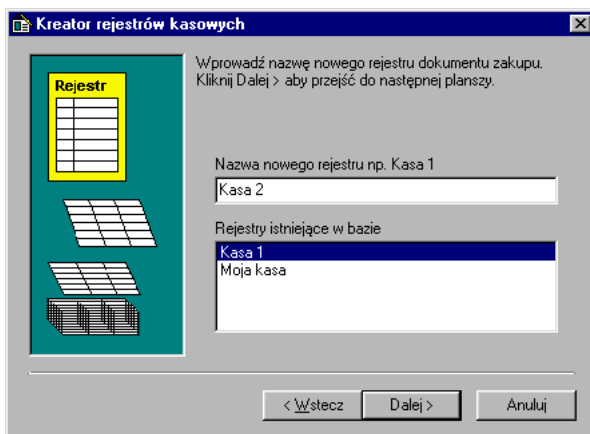 Kreator rejestrów kasowych
Rejestr
Wprowadź nazwę nowego rejestru dokumentu zakupu.
Kliknij Dalej > aby przejść do następnej planszy.
Nazwa nowego rejestru np. Kasa 1
Kasa 2
Rejestry istniejące w bazie
Kasa 1
Moja kasa
< Wstecz
Dalej >
Anuluj